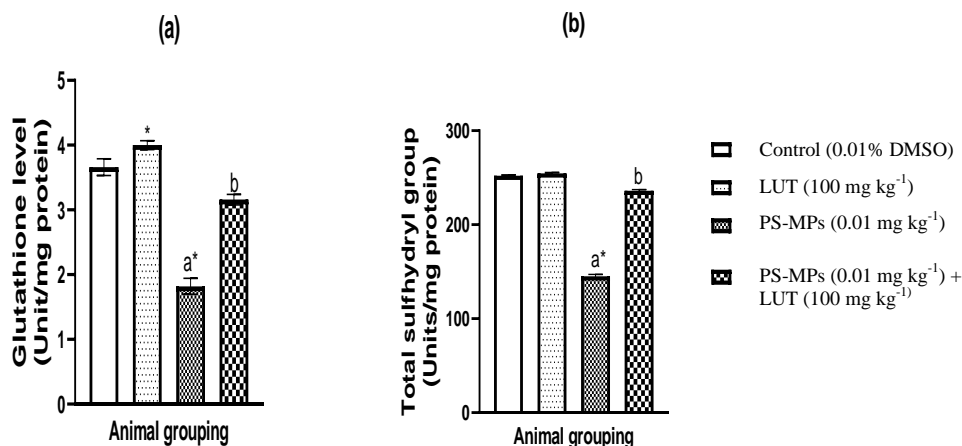 (a)
Glutathione level
(Unit/mg protein)
5
4
3
2
1
0
*
a*
b
Animal grouping
(b)
Total sulfhydryl group
(Units/mg protein)
300
200
100
0
a*
b
Animal grouping
Control (0.01% DMSO)
LUT (100 mg kg⁻¹)
PS-MPs (0.01 mg kg⁻¹)
PS-MPs (0.01 mg kg⁻¹) +
LUT (100 mg kg⁻¹⁾